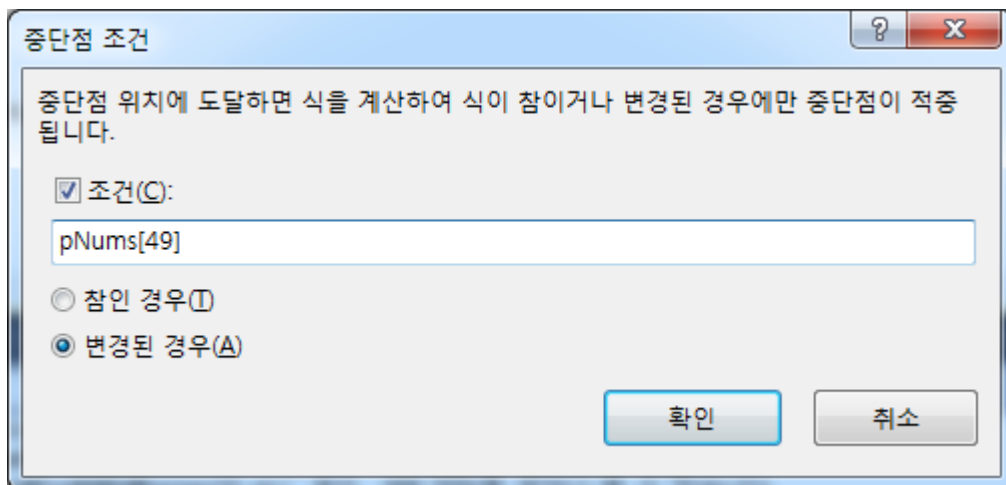 중단점 조건
중단점 위치에 도달하면 식을 계산하여 식이 참이거나 변경된 경우에만 중단점이 적중
됩니다.
조건(C):
pNums[49]
참인 경우(T)
변경된 경우(A)
확인 취소